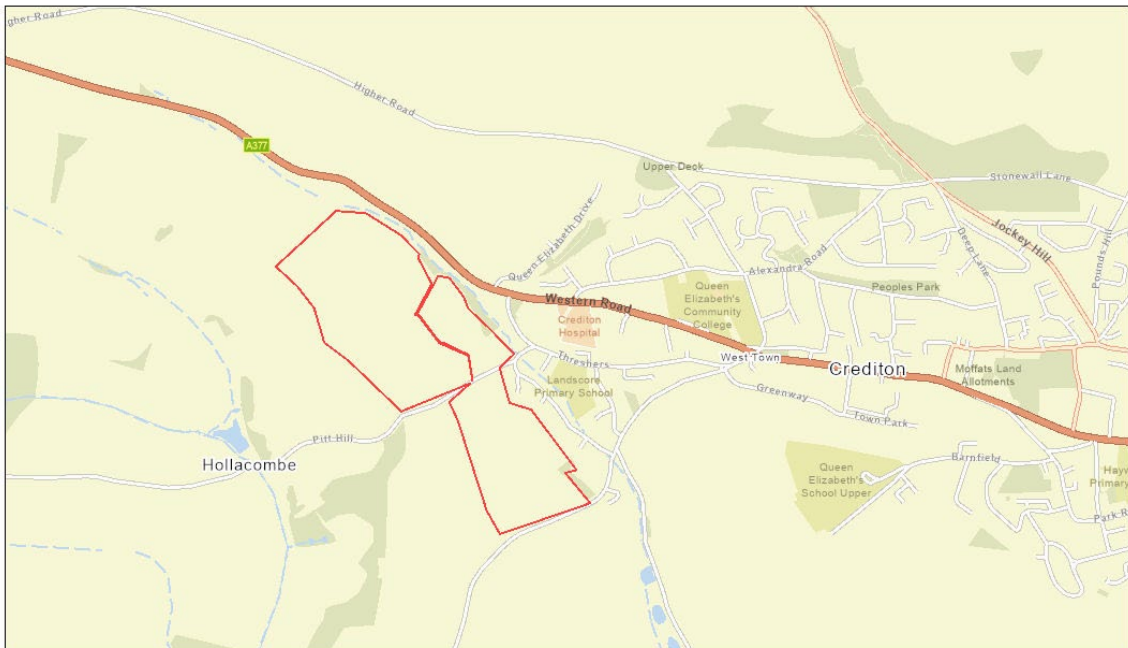 gher Road
A377
Higher Road
Upper Deck
Stonewall Lane
Queen Elizabeth Drive
Jockey Hill
Deep Lane
Pounds Hill
Alexandra Road
Peoples Park
Western Road
Queen
Elizabeth's
Community
College
Crediton
Hospital
Threshers
West Town
Crediton
Moffats Land
Allotments
Landscore
Primary School
Greenway
Town Park
Pitt Hill
Hollacombe
Queen
Elizabeth's
School Upper
Barnfield
Hayw
Primary
Park R